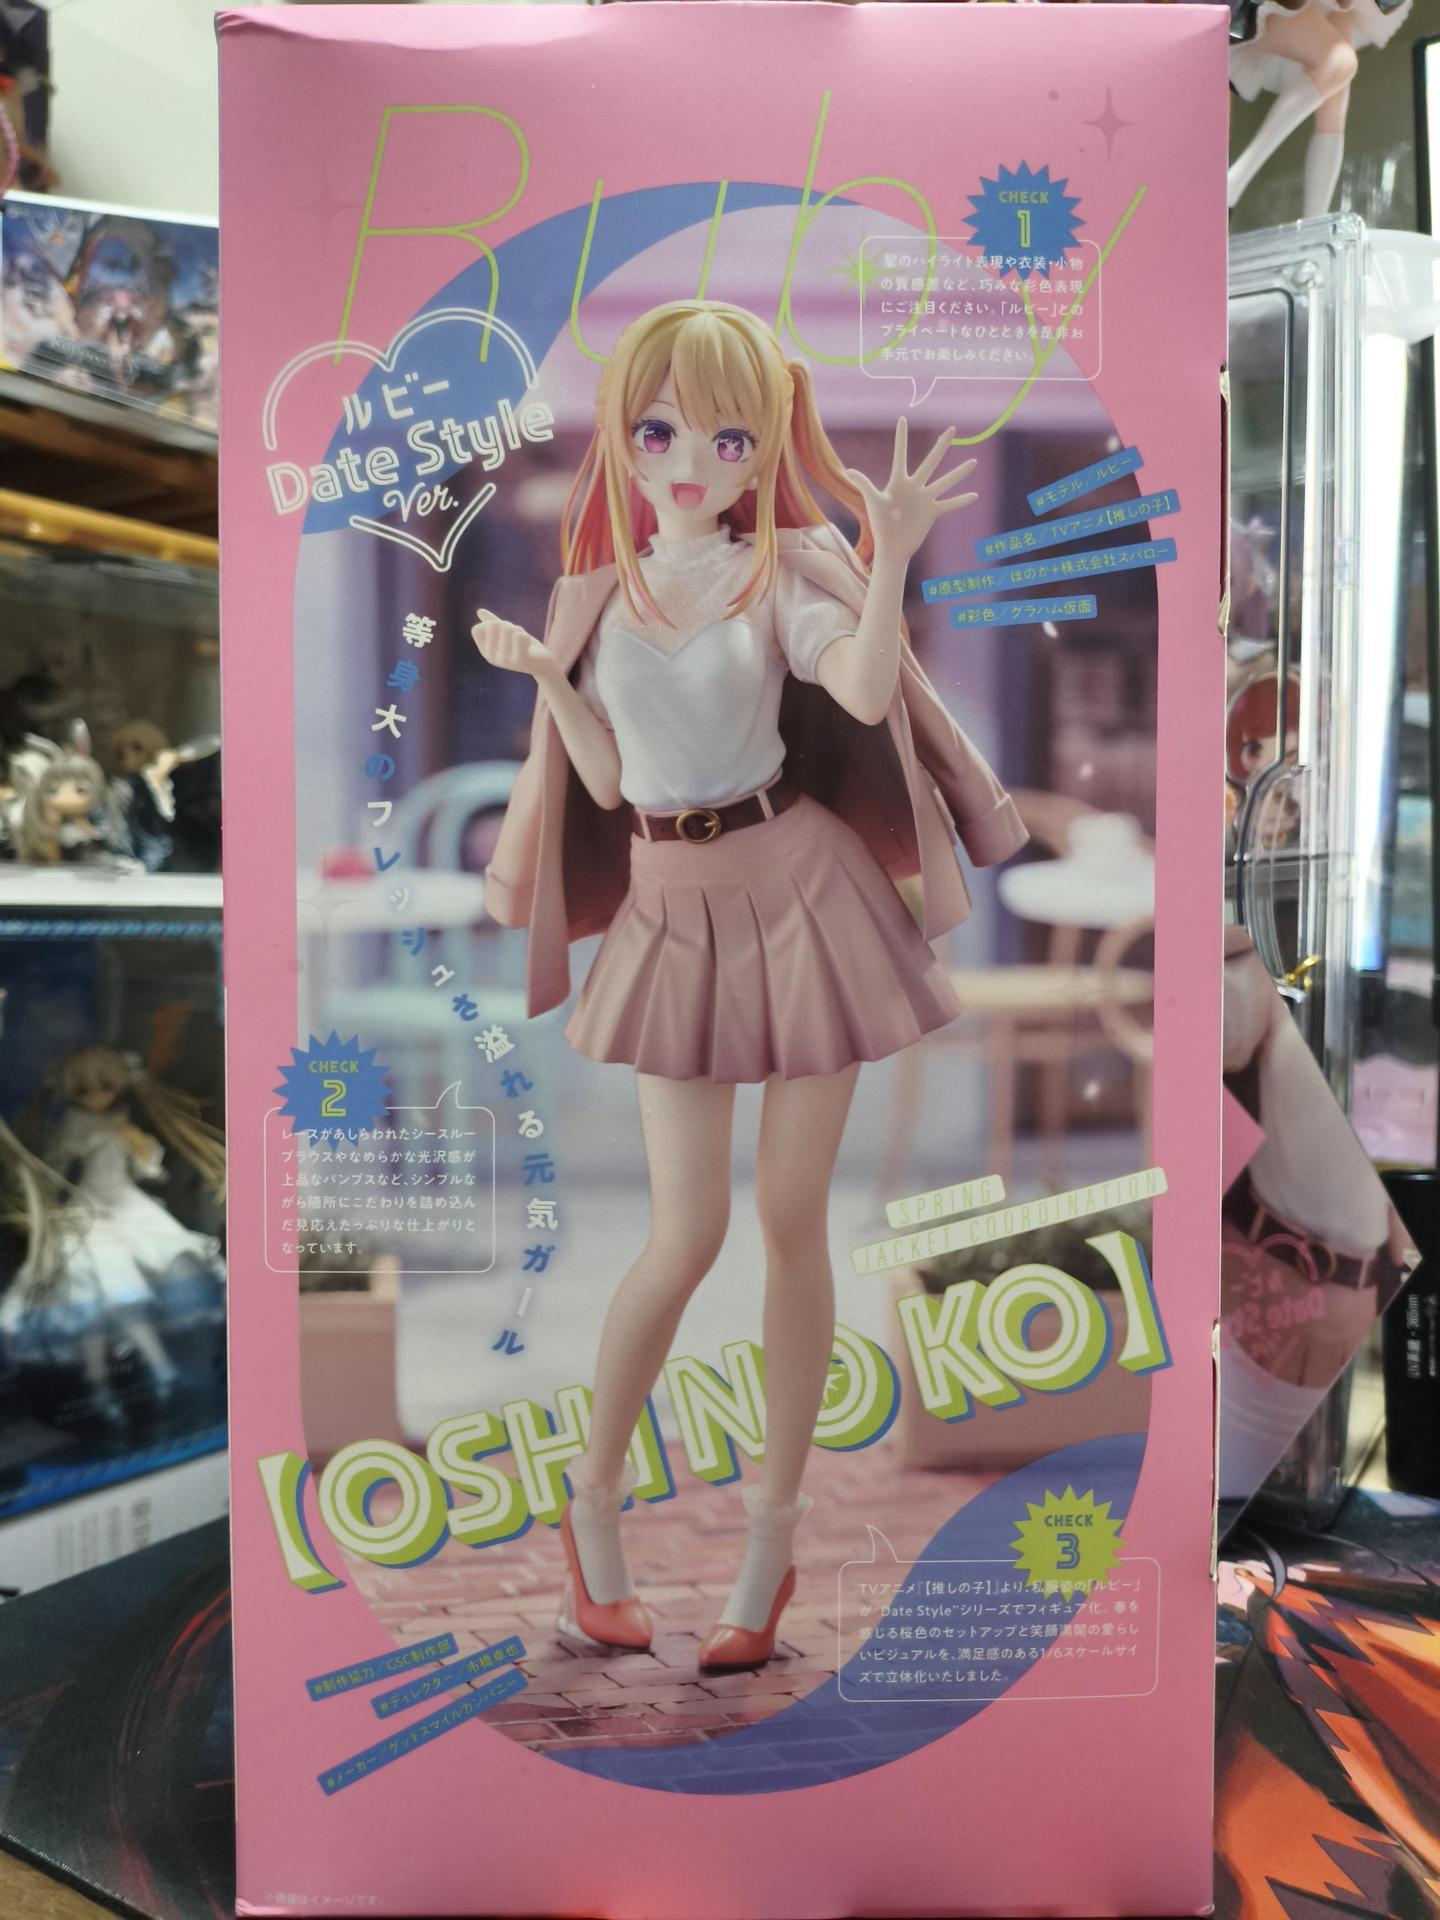 Ruby
CHECK
1
髪のハイライト表現や衣装・小物
の質感差など、巧みな彩色表現
にご注目ください。「ルビー」との
プライベートなひとときを是非お
手元でお楽しみください。
ルビー
Date Style
Ver.
#モデル／ルビー
#作品名／TVアニメ【推しの子】
#原型制作／ほのか+株式会社スパロー
#彩色／グラハム仮面
等身大のフレッシュさ溢れる元気ガール
CHECK
2
レースがあしらわれたシースルー
ブラウスやなめらかな光沢感が
上品なパンプスなど、シンプルな
がら随所にこだわりを詰め込ん
だ見応えたっぷりな仕上がりと
なっています。
SPRING
JACKET COORDINATION
【OSHI NO KO】
CHECK
3
TVアニメ『【推しの子】』より、私服姿の「ルビー」
が"Date Style"シリーズでフィギュア化。春を
感じる桜色のセットアップと笑顔満開の愛らし
いビジュアルを、満足感のある1/6スケールサイ
ズで立体化いたしました。
#制作協力／GSC制作部
#ディレクター／市橋卓也
#メーカー／グッドスマイルカンパニー
※画像はイメージです。